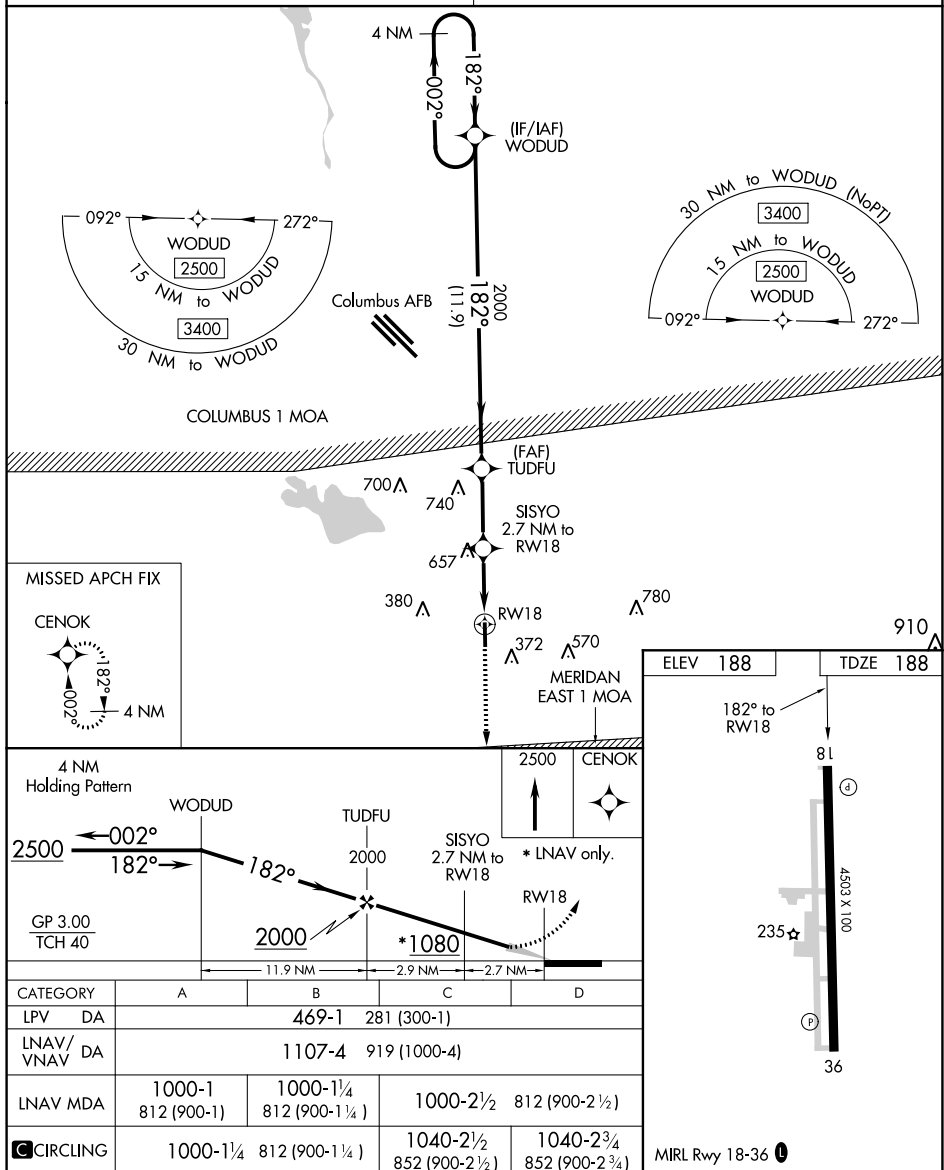 4 NM
182°
002°
(IF/IAF)
WODUD
092°
272°
WODUD
2500
15 NM to WODUD
3400
30 NM to WODUD
30 NM to WODUD (NoPT)
3400
15 NM to WODUD
2500
WODUD
092°
272°
Columbus AFB
2000
182°
(11.9)
COLUMBUS 1 MOA
(FAF)
TUDFU
700
740
SISYO
2.7 NM to
RW18
657
380
RW18
780
372
570
910
MERIDAN
EAST 1 MOA
MISSED APCH FIX
CENOK
182°
002°
4 NM
ELEV 188
TDZE 188
182° to
RW18
18
P
4503 X 100
235
P
36
MIRL Rwy 18-36 L
4 NM
Holding Pattern
WODUD
TUDFU
2500
CENOK
2500
002°
182°
182°
2000
SISYO
2.7 NM to
RW18
* LNAV only.
RW18
GP 3.00
TCH 40
2000
*1080
11.9 NM
2.9 NM
2.7 NM
CATEGORY A B C D
LPV DA 469-1 281 (300-1)
LNAV/
VNAV DA 1107-4 919 (1000-4)
LNAV MDA 1000-1 1000-1¼ 1000-2½ 812 (900-2½)
812 (900-1) 812 (900-1¼)
C CIRCLING 1000-1¼ 812 (900-1¼) 1040-2½ 1040-2¾
852 (900-2½) 852 (900-2¾)